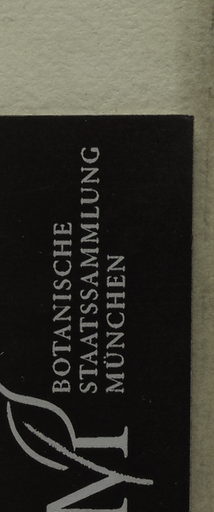 BOTANISCHE
STAATSSAMMLUNG
MÜNCHEN
M